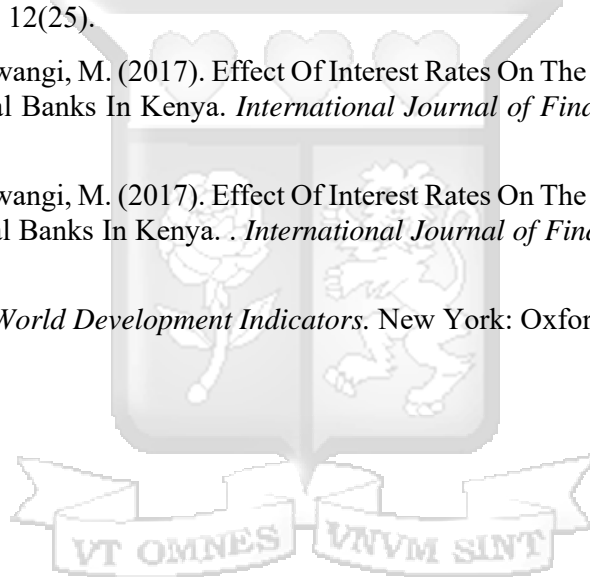 12(25).
wangi, M. (2017). Effect Of Interest Rates On The
al Banks In Kenya. International Journal of Fina
wangi, M. (2017). Effect Of Interest Rates On The
al Banks In Kenya. . International Journal of Fina
World Development Indicators. New York: Oxfor
VT OMNES VNVM SINT